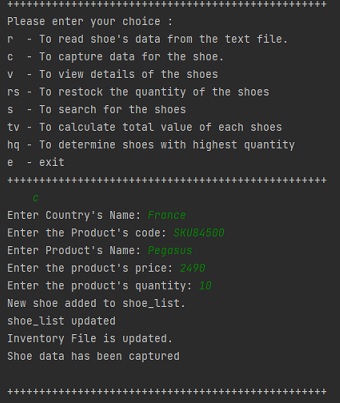 ++++++++++++++++++++++++++++++++++++++++++++++++++
Please enter your choice :
r  - To read shoe's data from the text file.
c  - To capture data for the shoe.
v  - To view details of the shoes
rs - To restock the quantity of the shoes
s  - To search for the shoes
tv - To calculate total value of each shoes
hq - To determine shoes with highest quantity
e  - exit
++++++++++++++++++++++++++++++++++++++++++++++++++
c
Enter Country's Name: France
Enter the Product's code: SKU84500
Enter Product's Name: Pegasus
Enter the product's price: 2490
Enter the product's quantity: 10
New shoe added to shoe_list.
shoe_list updated
Inventory File is updated.
Shoe data has been captured
++++++++++++++++++++++++++++++++++++++++++++++++++